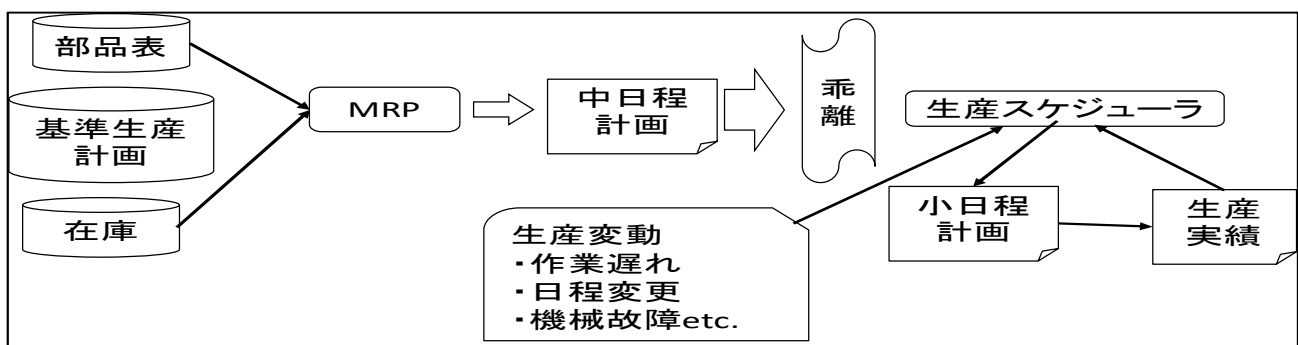 部品表
基準生産
計画
在庫
MRP
中日程
計画
乖
離
生産スケジューラ
小日程
計画
生産
実績
生産変動
・作業遅れ
・日程変更
・機械故障etc.